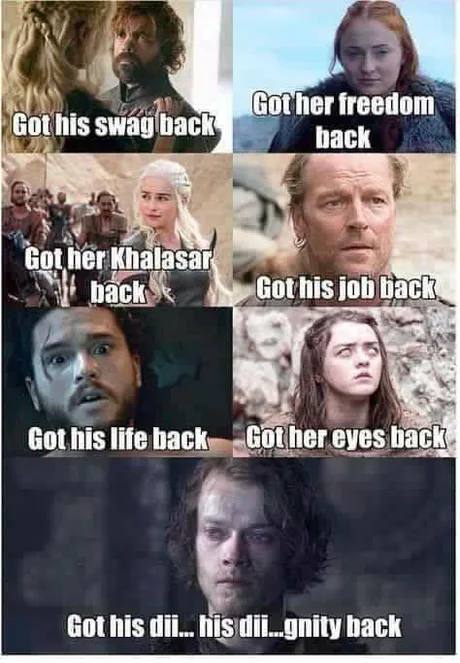 Got his swag back
Got her freedom
back
Got her Khalasar
back
Got his job back
Got his life back
Got her eyes back
Got his dii... his dii...gnity back